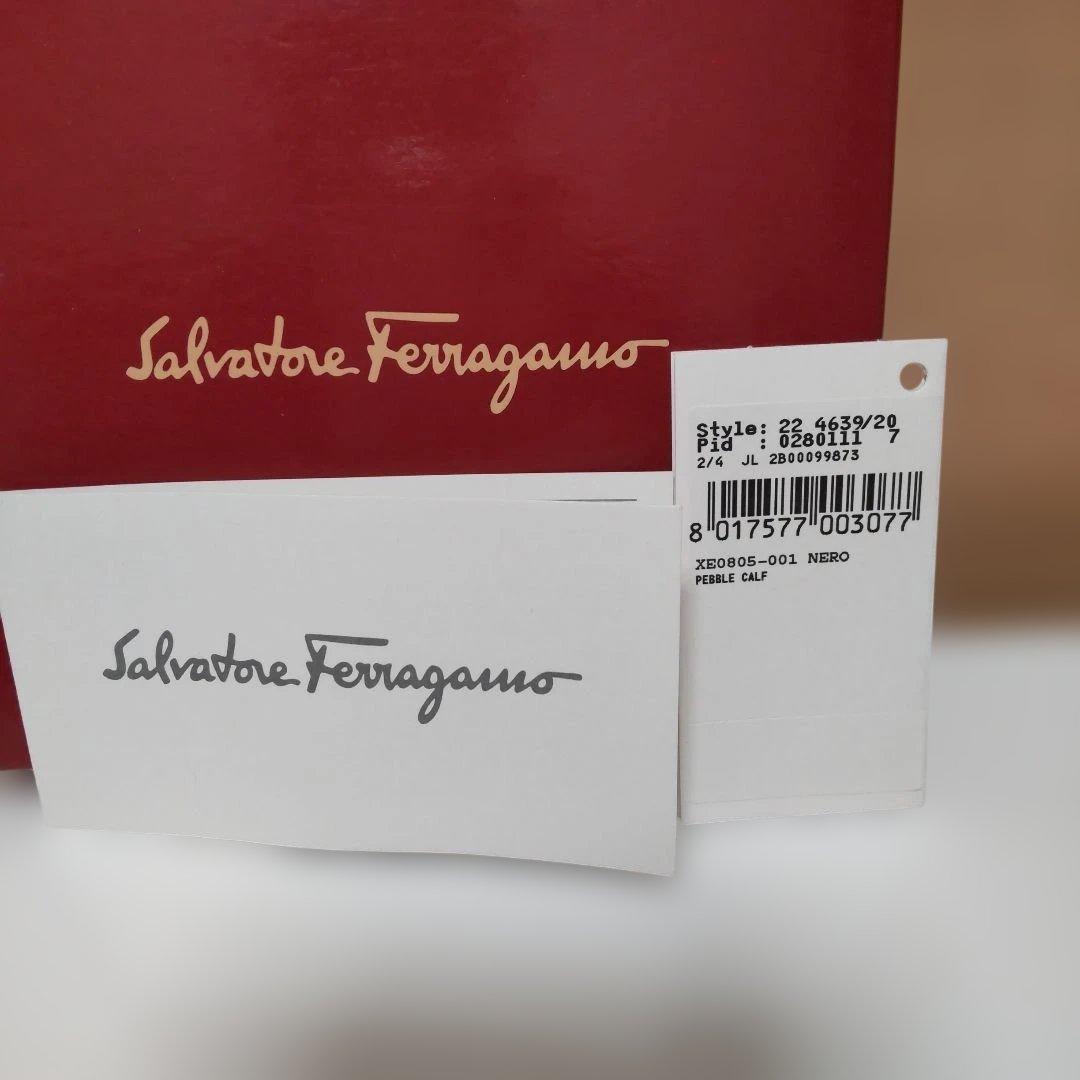 Salvatore Ferragamo
Style: 22 4639/20
Pid : 0280111 7
2/4 JL 2B00099873
8 017577 003077
XE0805-001 NERO
PEBBLE CALF
Salvatore Ferragamo